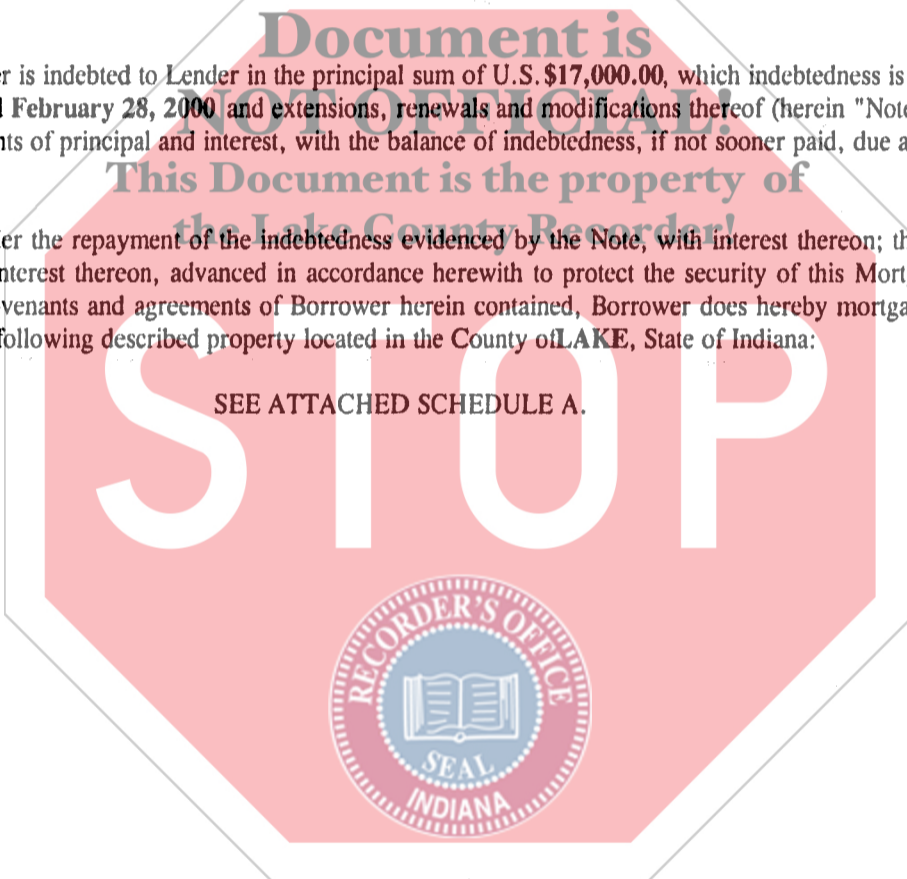 Document is
er is indebted to Lender in the principal sum of U.S. $17,000.00, which indebtedness is
February 28, 2000 and extensions, renewals and modifications thereof (herein "Note
NOT OFFICIAL!
nts of principal and interest, with the balance of indebtedness, if not sooner paid, due a
This Document is the property of
the Lake County Recorder!
er the repayment of the indebtedness evidenced by the Note, with interest thereon; th
nterest thereon, advanced in accordance herewith to protect the security of this Mort
venants and agreements of Borrower herein contained, Borrower does hereby mortga
following described property located in the County ofLAKE, State of Indiana:
SEE ATTACHED SCHEDULE A.
STOP
RECORDER'S OFFICE
SEAL
INDIANA